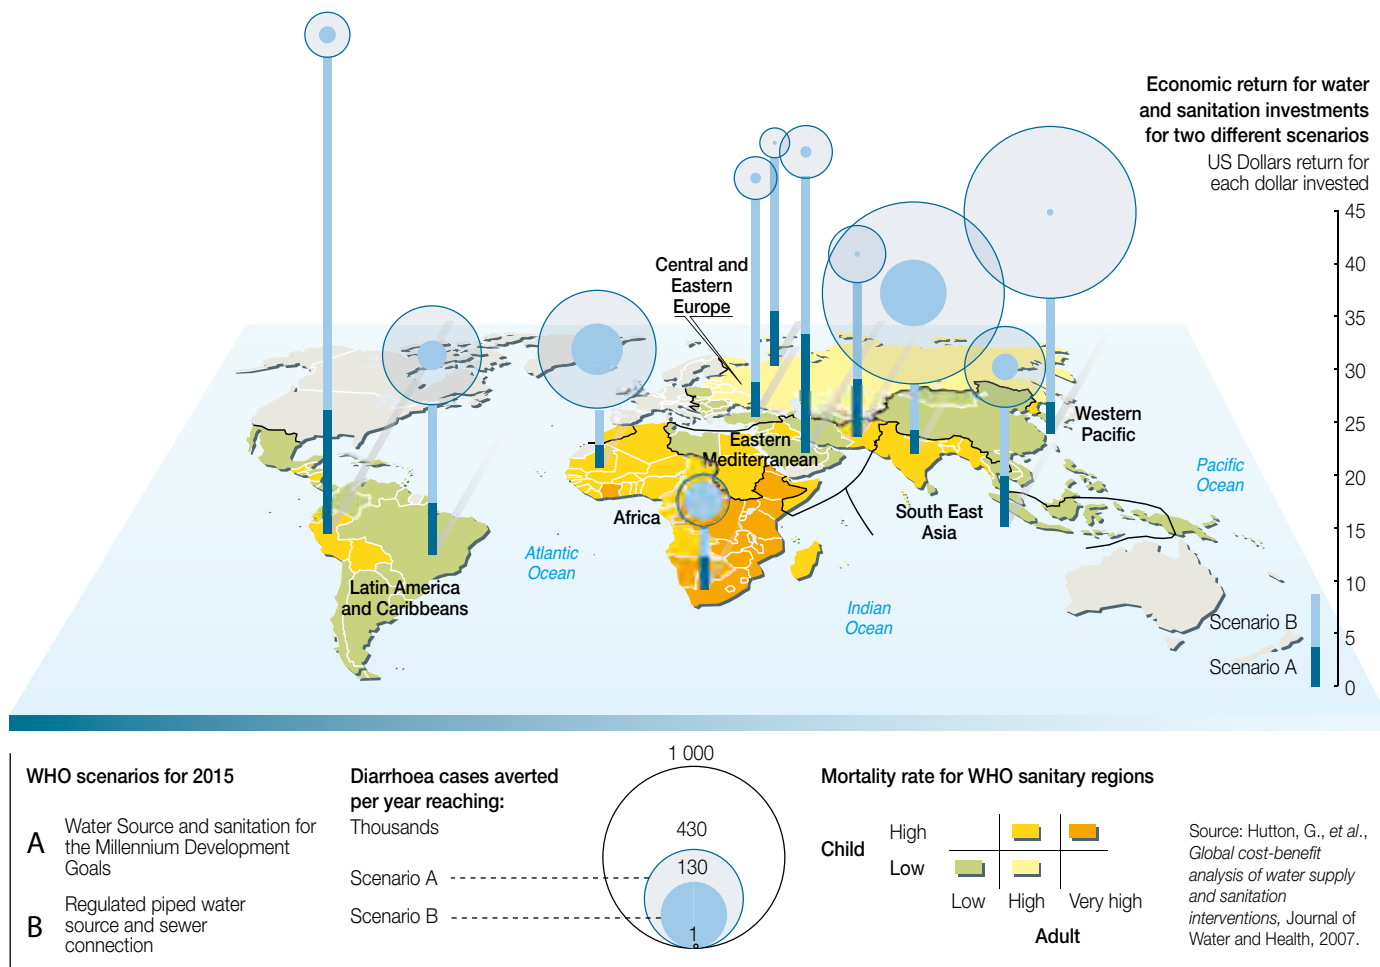 Economic return for water
and sanitation investments
for two different scenarios
US Dollars return for
each dollar invested
45
40
35
30
25
20
15
10
5
0
Scenario B
Scenario A
Central and
Eastern
Europe
Western
Pacific
Eastern
Mediterranean
Pacific
Ocean
Africa
South East
Asia
Atlantic
Ocean
Latin America
and Caribbeans
Indian
Ocean
WHO scenarios for 2015
A
Water Source and sanitation for
the Millennium Development
Goals
B
Regulated piped water
source and sewer
connection
Diarrhoea cases averted
per year reaching:
Thousands
Scenario A
Scenario B
1 000
430
130
1
Mortality rate for WHO sanitary regions
Child
High
Low
Low
High
Very high
Adult
Source: Hutton, G., et al.,
Global cost-benefit
analysis of water supply
and sanitation
interventions, Journal of
Water and Health, 2007.